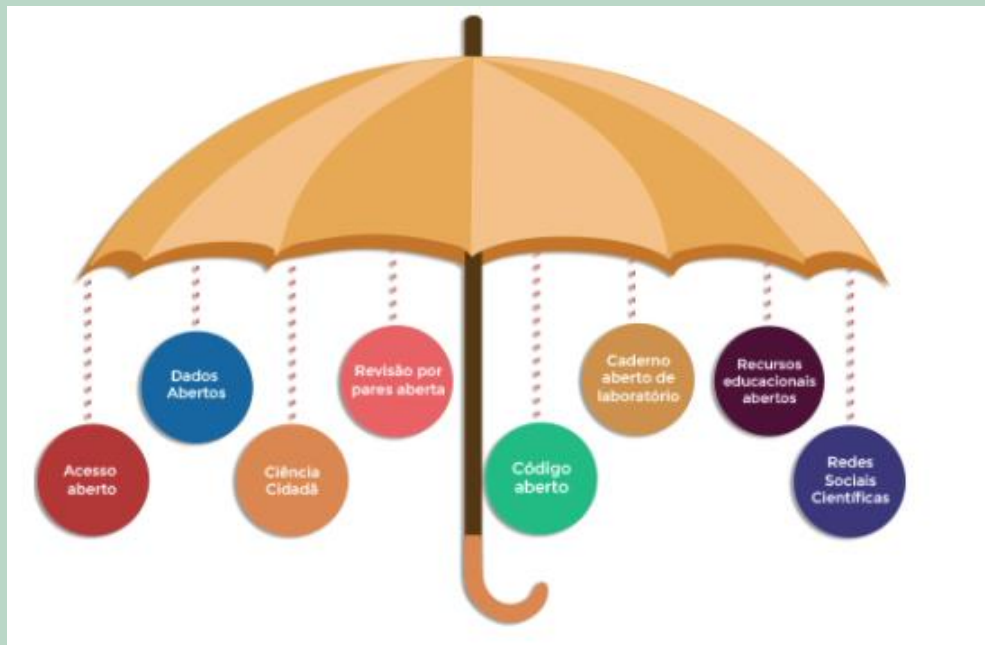 Acesso
aberto
Dados
Abertos
Ciência
Cidadã
Revisão por
pares aberta
Código
aberto
Caderno
aberto de
laboratório
Recursos
educacionais
abertos
Redes
Sociais
Científicas